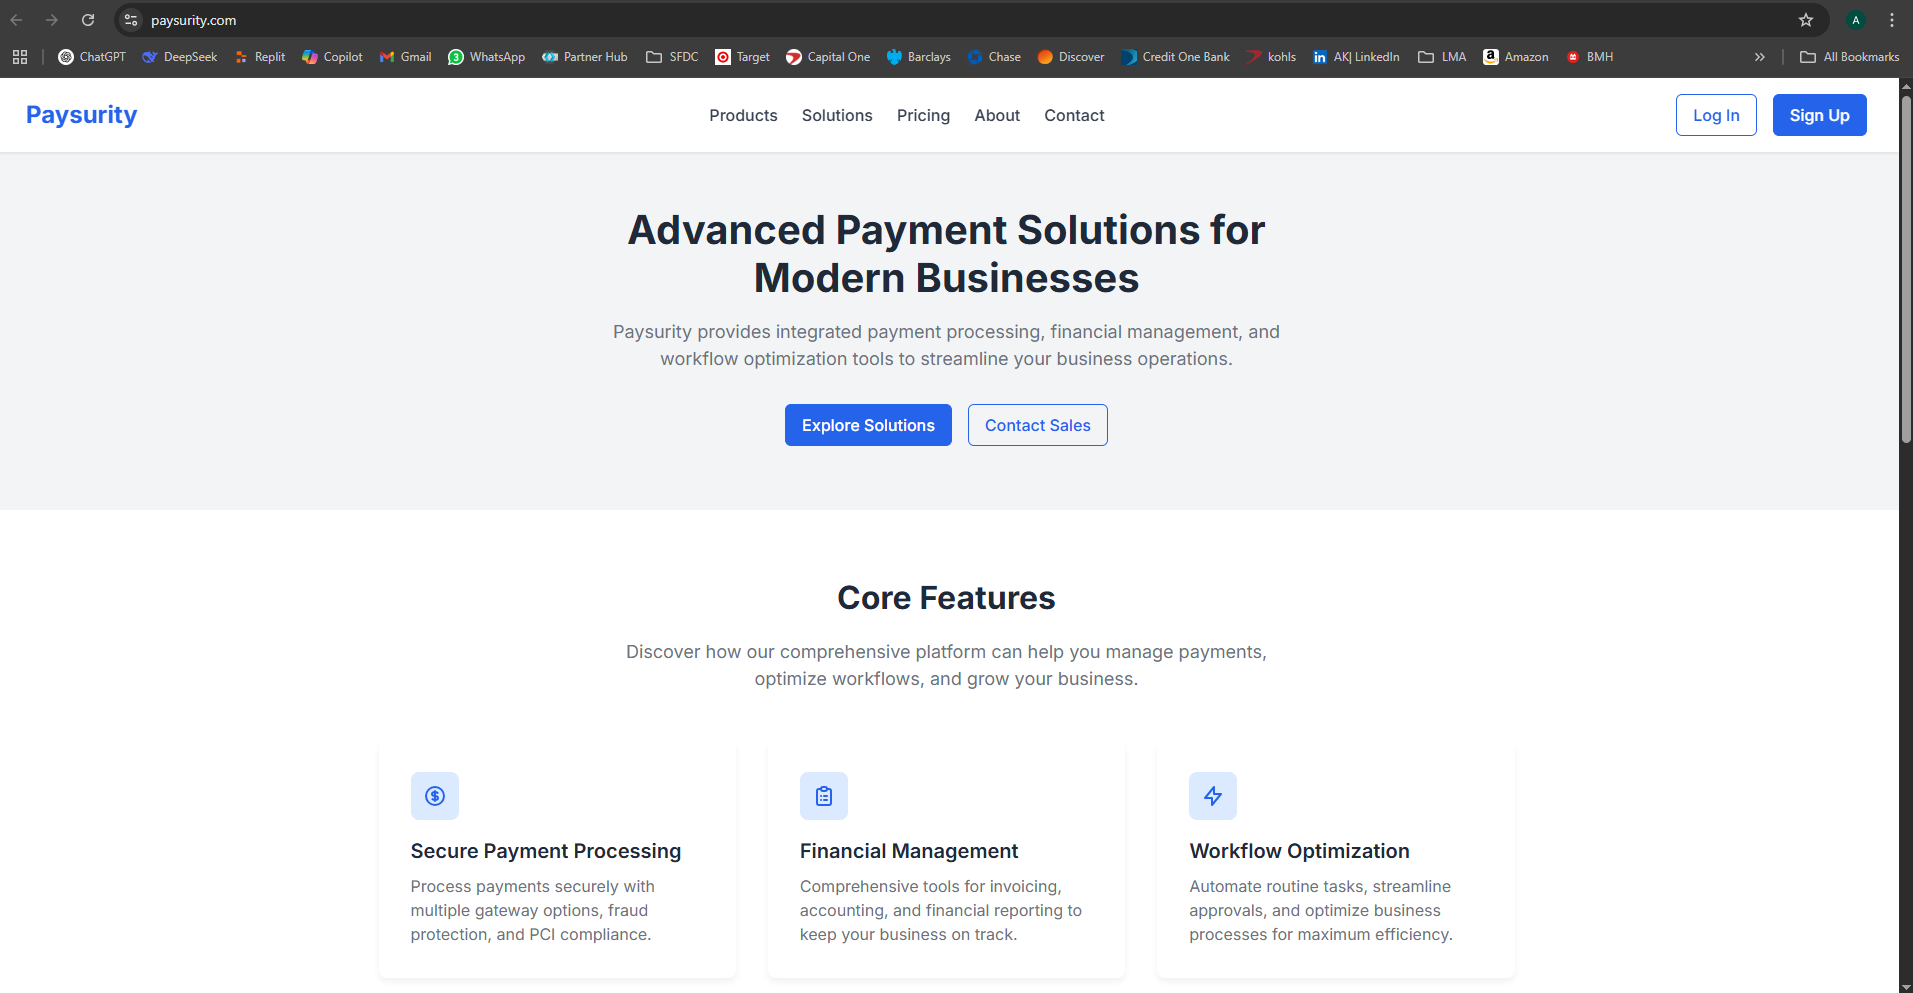 paysurity.com
A
ChatGPT DeepSeek Replit Copilot Gmail WhatsApp Partner Hub SFDC Target Capital One Barclays Chase Discover Credit One Bank kohls AK| LinkedIn LMA Amazon BMH » All Bookmarks
Paysurity
Products Solutions Pricing About Contact
Log In Sign Up
Advanced Payment Solutions for
Modern Businesses
Paysurity provides integrated payment processing, financial management, and
workflow optimization tools to streamline your business operations.
Explore Solutions Contact Sales
Core Features
Discover how our comprehensive platform can help you manage payments,
optimize workflows, and grow your business.
Secure Payment Processing
Process payments securely with
multiple gateway options, fraud
protection, and PCI compliance.
Financial Management
Comprehensive tools for invoicing,
accounting, and financial reporting to
keep your business on track.
Workflow Optimization
Automate routine tasks, streamline
approvals, and optimize business
processes for maximum efficiency.